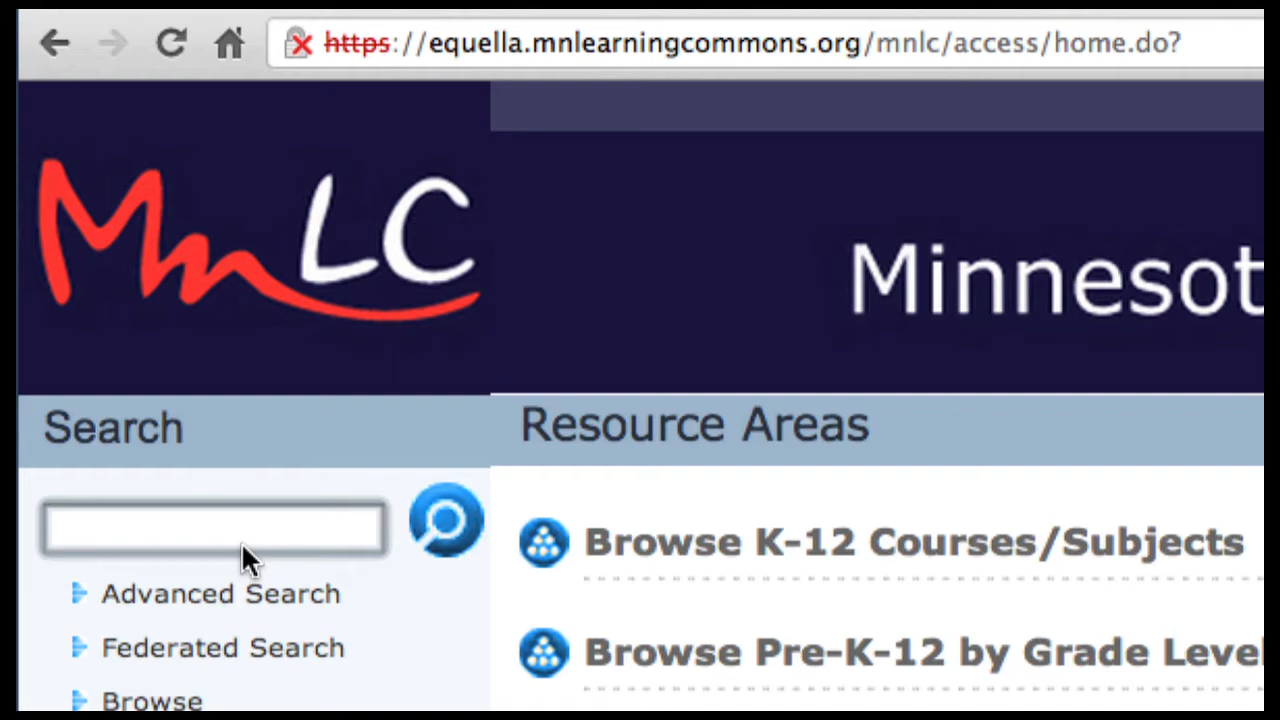 https://equella.mnlearningcommons.org/mnlc/access/home.do?
MnLC
Minnesot
Search
Resource Areas
Browse K-12 Courses/Subjects
Advanced Search
Federated Search
Browse Pre-K-12 by Grade Level
Browse